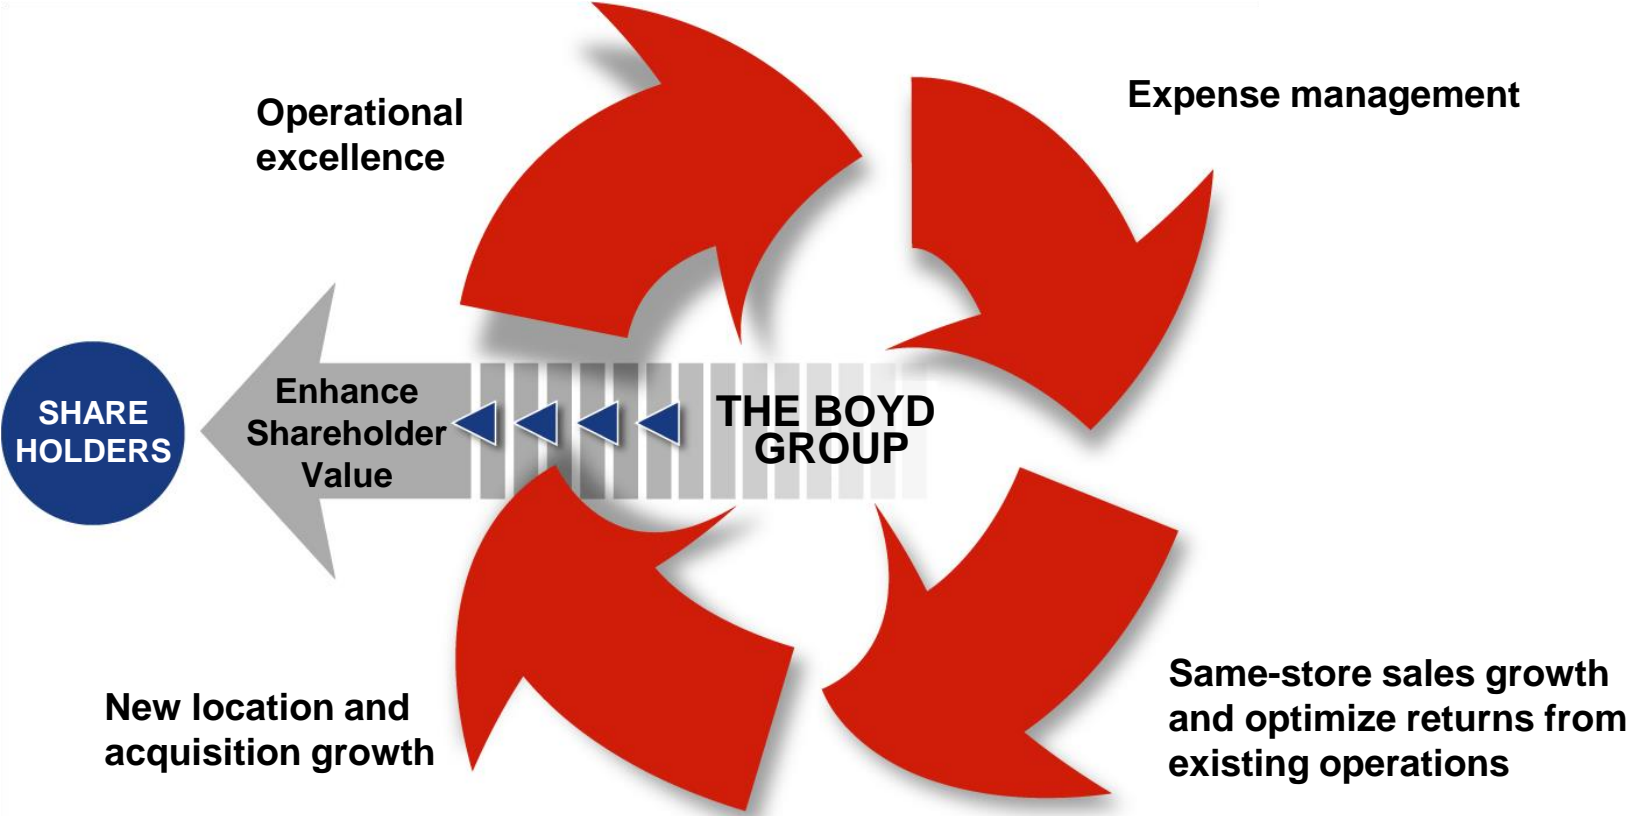 Operational
excellence
Expense management
SHARE
HOLDERS
Enhance
Shareholder
Value
THE BOYD
GROUP
New location and
acquisition growth
Same-store sales growth
and optimize returns from
existing operations